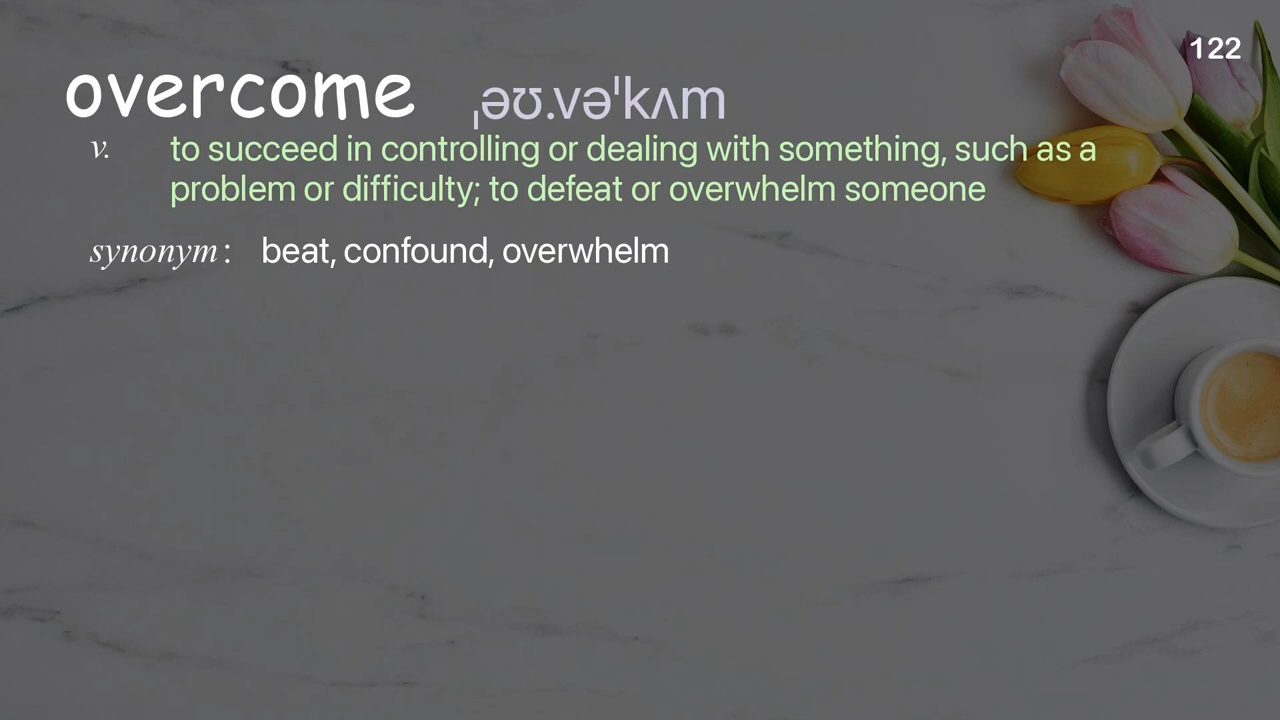 122
overcome ˌəʊ.vəˈkʌm
v. to succeed in controlling or dealing with something, such as a
problem or difficulty; to defeat or overwhelm someone
synonym : beat, confound, overwhelm